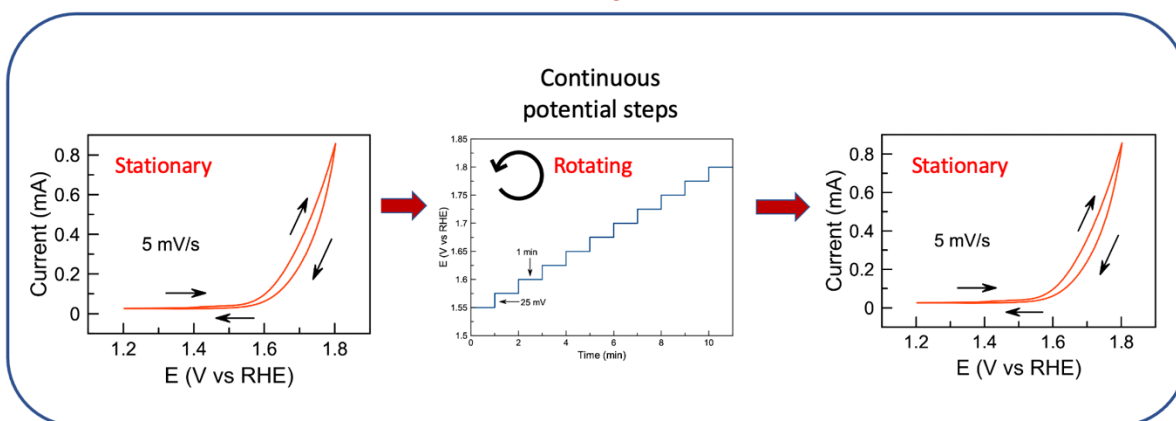 Continuous
potential steps
Stationary
5 mV/s
Current (mA)
0.8
0.6
0.4
0.2
0
1.2 1.4 1.6 1.8
E (V vs RHE)
Rotating
1 min
25 mV
E (V vs RHE)
1.85
1.8
1.75
1.7
1.65
1.6
1.55
1.5
0 2 4 6 8 10
Time (min)
Stationary
5 mV/s
Current (mA)
0.8
0.6
0.4
0.2
0
1.2 1.4 1.6 1.8
E (V vs RHE)